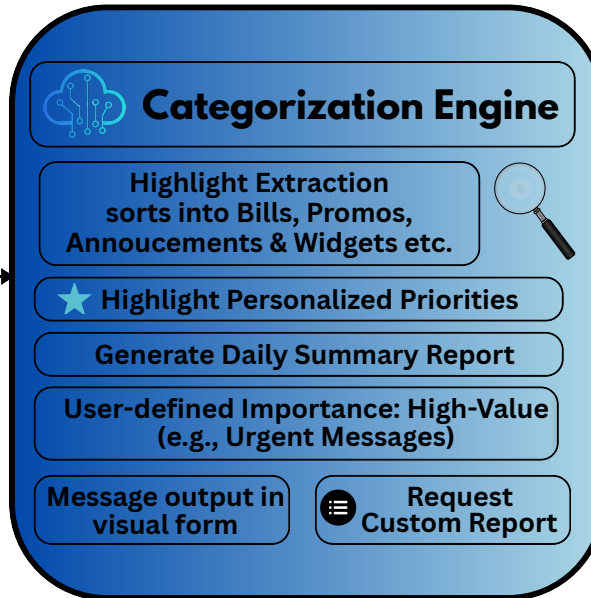 Categorization Engine
Highlight Extraction
sorts into Bills, Promos,
Annoucements & Widgets etc.
Highlight Personalized Priorities
Generate Daily Summary Report
User-defined Importance: High-Value
(e.g., Urgent Messages)
Message output in
visual form
Request
Custom Report